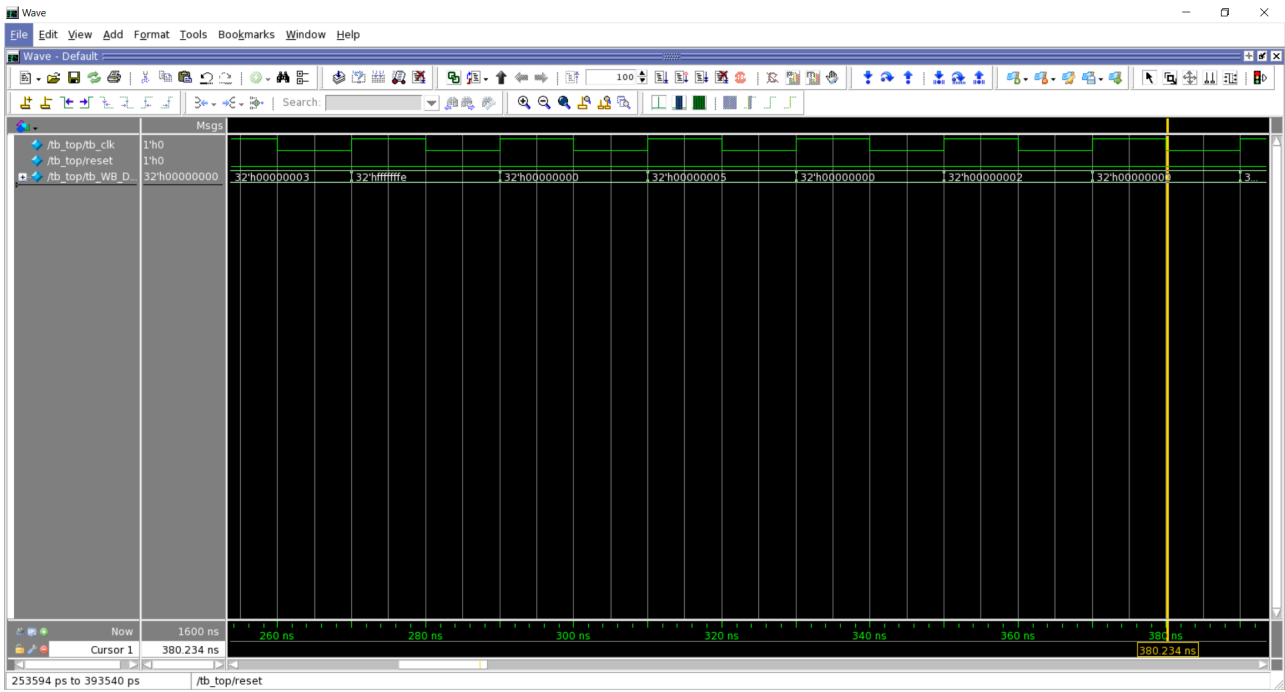 Wave
File Edit View Add Format Tools Bookmarks Window Help
Wave - Default
100
Search:
Msgs
/tb_top/tb_clk 1'h0
/tb_top/reset 1'h0
/tb_top/tb_WB_D... 32'h00000000 32'h00000003 32'hfffffffe 32'h00000000 32'h00000005 32'h00000000 32'h00000002 32'h00000000 3...
Now 1600 ns 260 ns 280 ns 300 ns 320 ns 340 ns 360 ns 380 ns
Cursor 1 380.234 ns 380.234 ns
253594 ps to 393540 ps /tb_top/reset